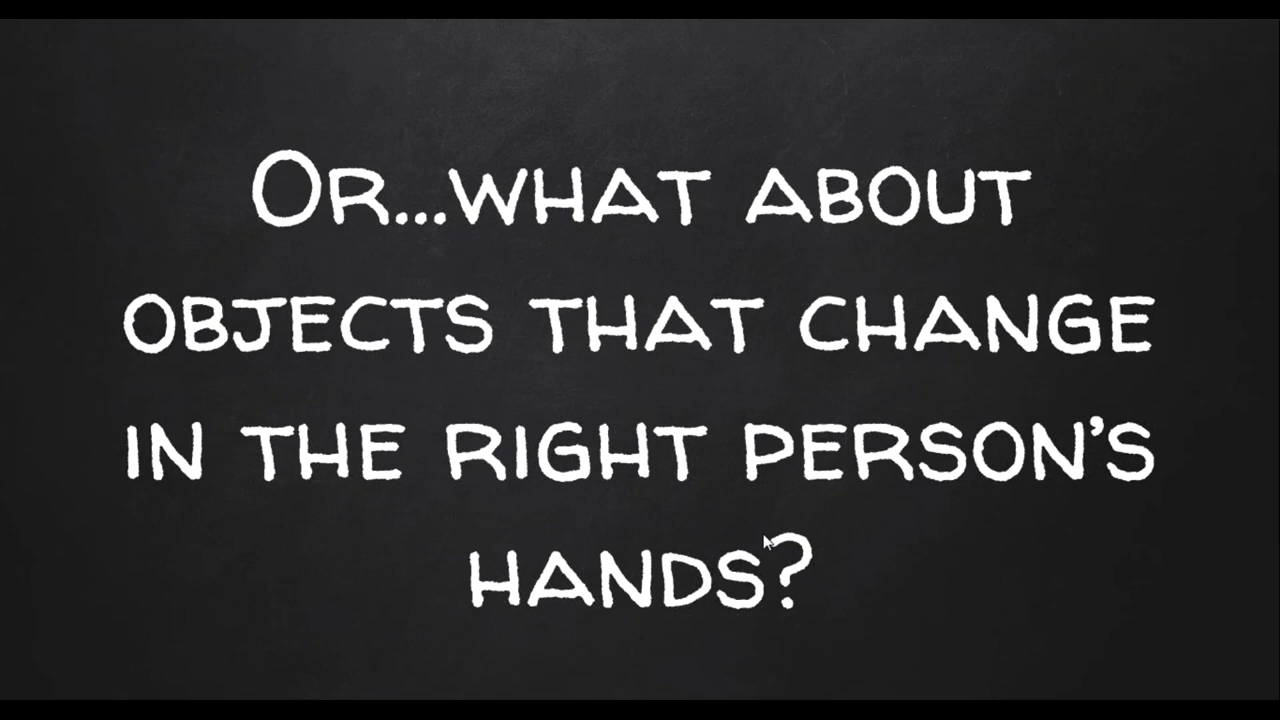 Or...what about
objects that change
in the right person's
hands?